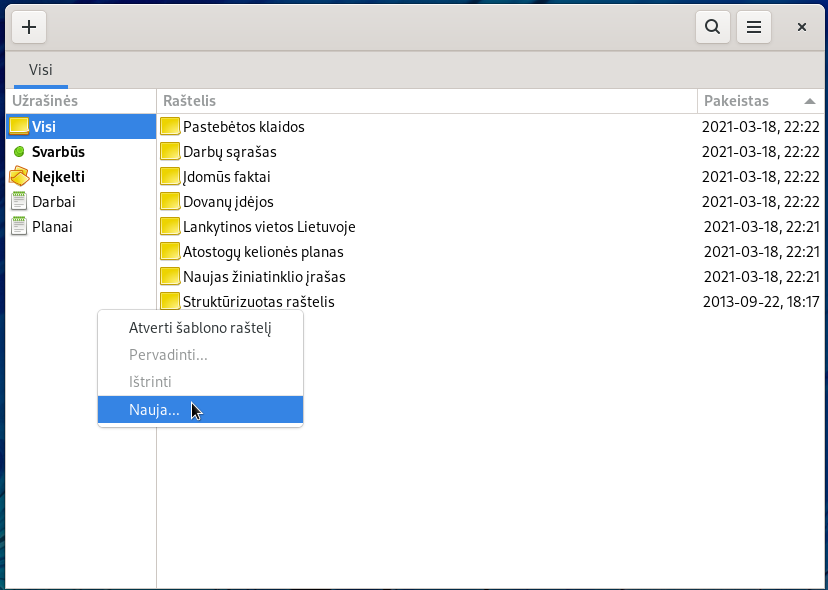 Visi
Užrašinės Raštelis Pakeistas
Visi Pastebėtos klaidos 2021-03-18, 22:22
Svarbūs Darbų sąrašas 2021-03-18, 22:22
Neįkelti Įdomūs faktai 2021-03-18, 22:22
Darbai Dovanų įdėjos 2021-03-18, 22:22
Planai Lankytinos vietos Lietuvoje 2021-03-18, 22:21
Atostogų kelionės planas 2021-03-18, 22:21
Naujas žiniatinklio įrašas 2021-03-18, 22:21
Struktūrizuotas raštelis 2013-09-22, 18:17
Atverti šablono raštelį
Pervadinti...
Ištrinti
Nauja...